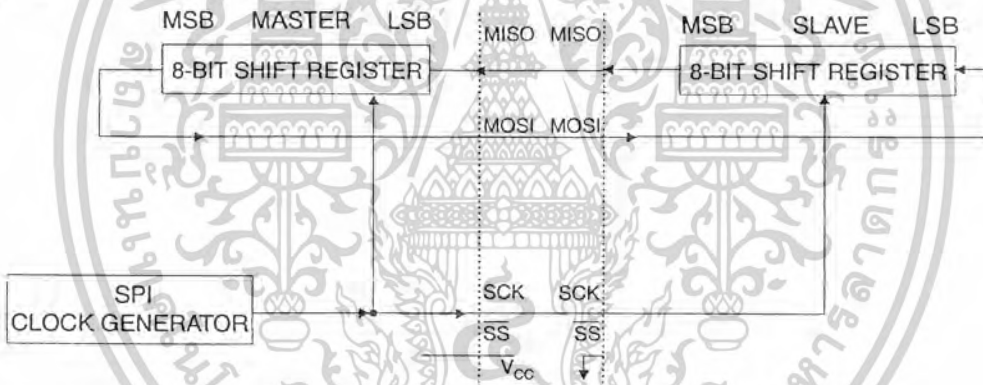 MSB MASTER LSB
MISO MISO
MSB SLAVE LSB
8-BIT SHIFT REGISTER
8-BIT SHIFT REGISTER
MOSI MOSI
SPI
CLOCK GENERATOR
SCK SCK
SS SS
VCC